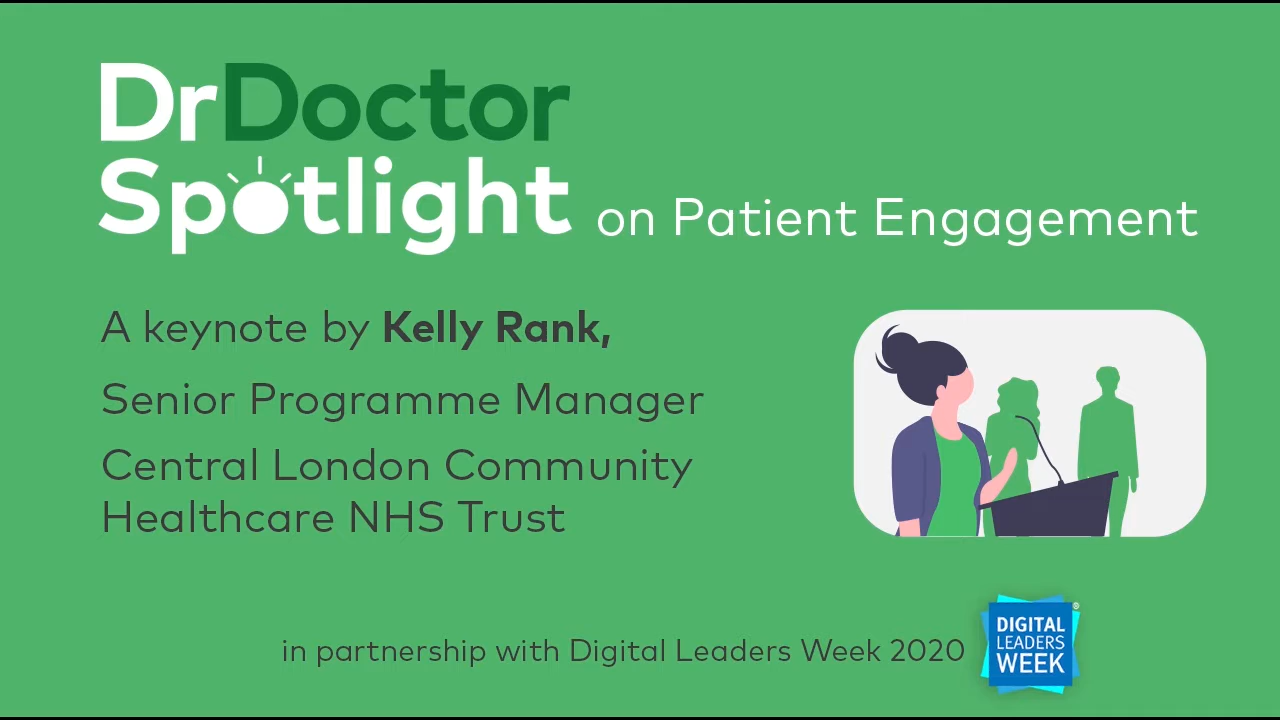 DrDoctor
Spotlight on Patient Engagement
A keynote by Kelly Rank,
Senior Programme Manager
Central London Community
Healthcare NHS Trust
in partnership with Digital Leaders Week 2020
DIGITAL
LEADERS
WEEK
®